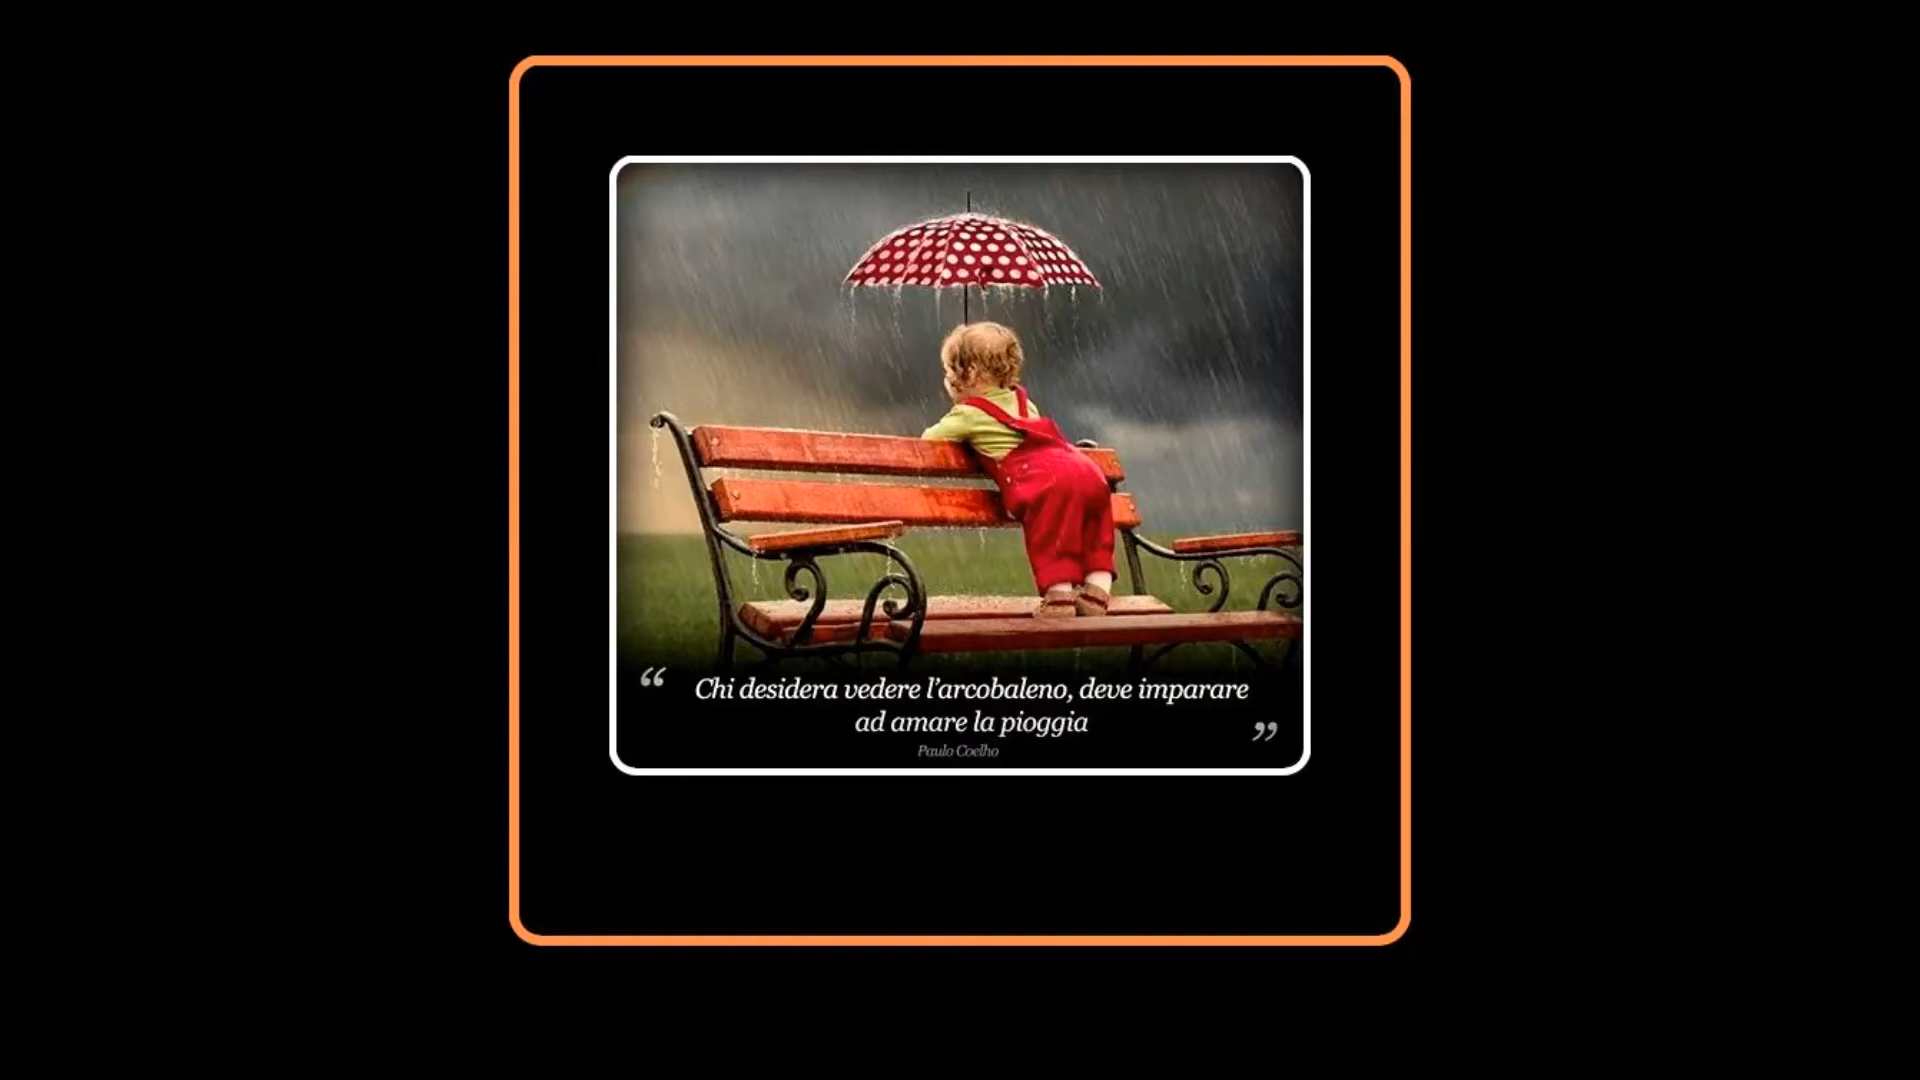 “ Chi desidera vedere l’arcobaleno, deve imparare
ad amare la pioggia ”
Paulo Coelho